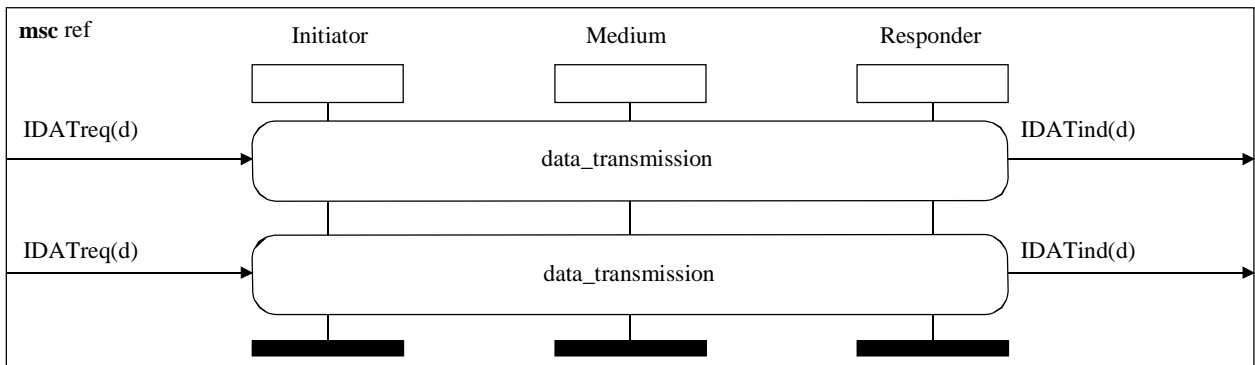 msc ref
Initiator
Medium
Responder
IDATreq(d)
IDATind(d)
data_transmission
IDATreq(d)
IDATind(d)
data_transmission